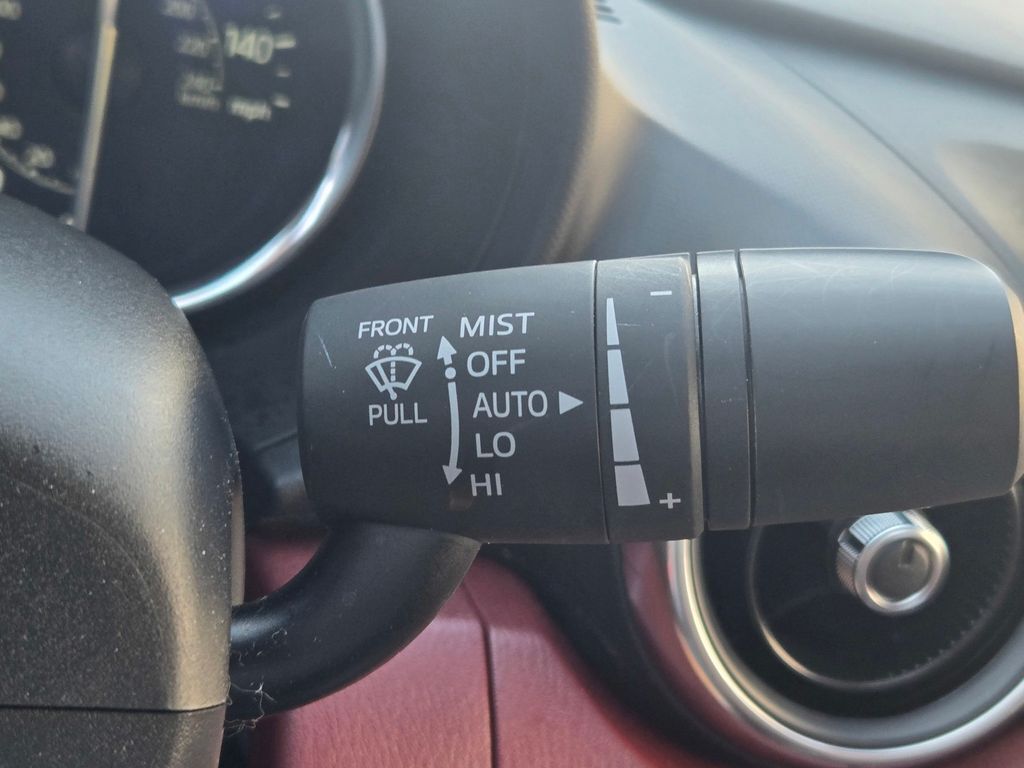 140
mph
FRONT
PULL
MIST
OFF
AUTO
LO
HI
−
+